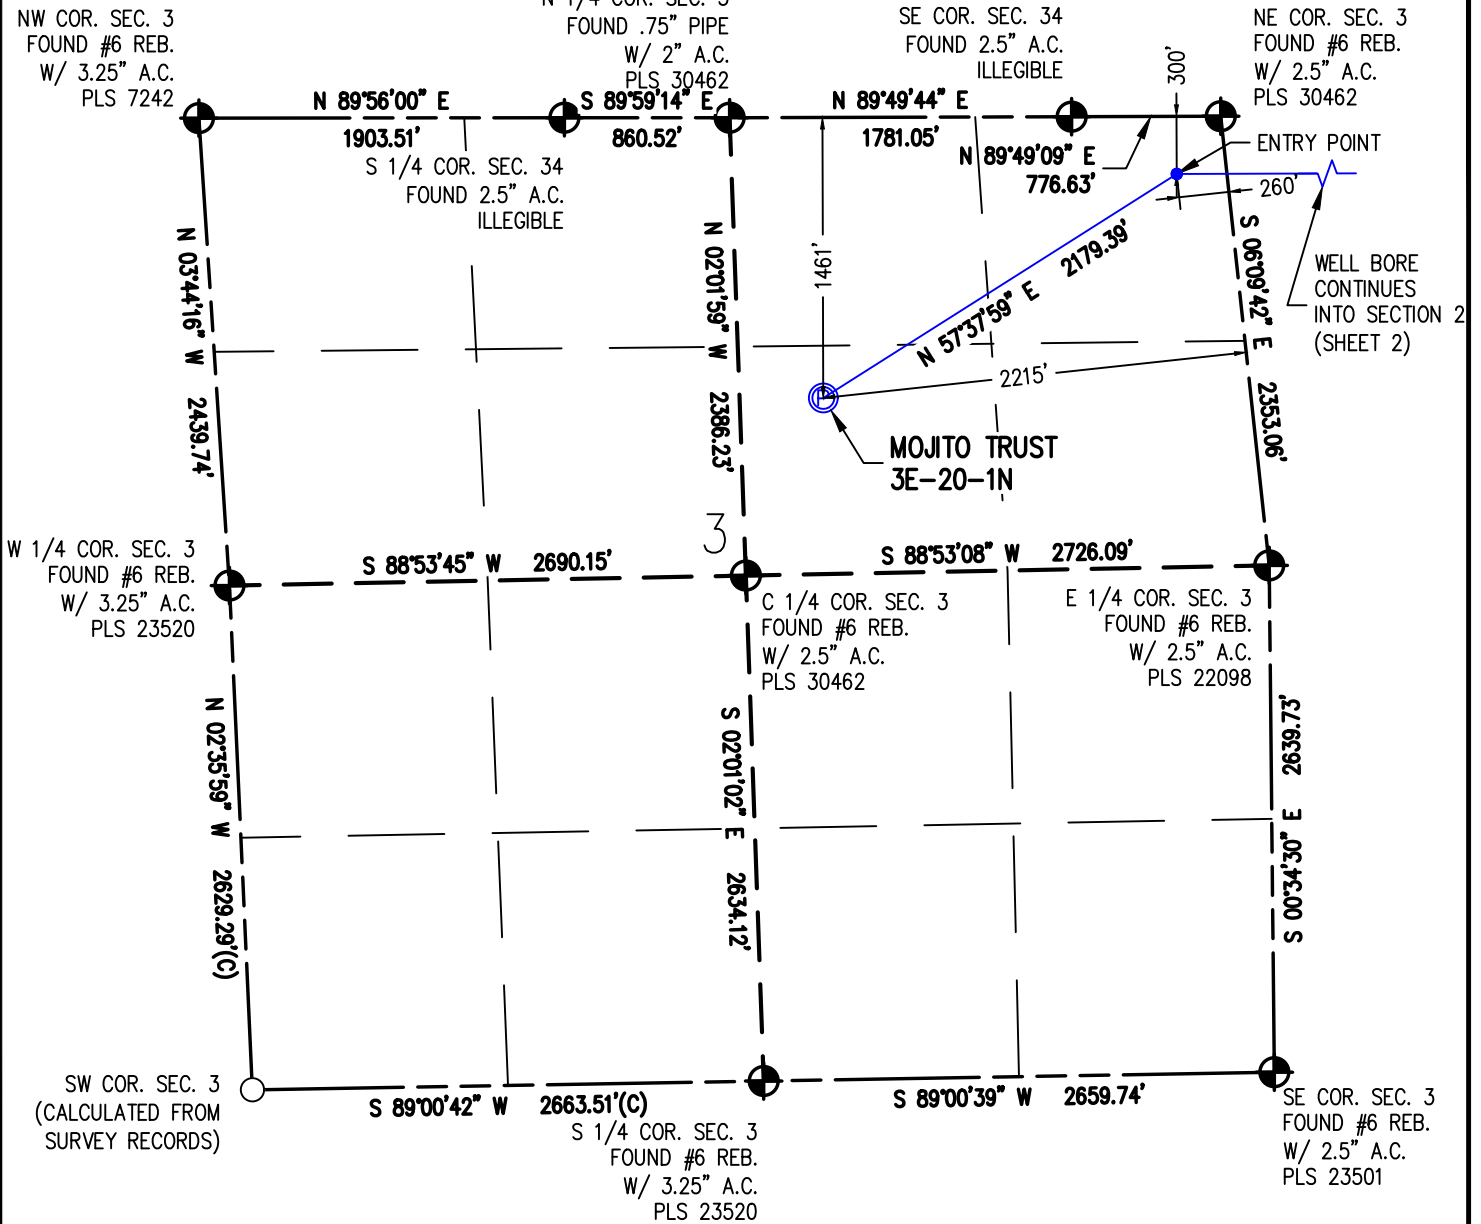 NW COR. SEC. 3
FOUND #6 REB.
W/ 3.25" A.C.
PLS 7242
N 1/4 COR. SEC. 3
FOUND .75" PIPE
W/ 2" A.C.
PLS 30462
SE COR. SEC. 34
FOUND 2.5" A.C.
ILLEGIBLE
300'
NE COR. SEC. 3
FOUND #6 REB.
W/ 2.5" A.C.
PLS 30462
N 89°56'00" E
1903.51'
S 89°59'14" E
860.52'
N 89°49'44" E
1781.05'
N 89°49'09" E
776.63'
ENTRY POINT
260'
S 1/4 COR. SEC. 34
FOUND 2.5" A.C.
ILLEGIBLE
WELL BORE
CONTINUES
INTO SECTION 2
(SHEET 2)
N 03°44'16" W 2439.74'
N 02°01'59" W 2386.23'
1461'
N 57°37'59" E 2179.39'
2215'
S 06°09'42" E 2353.06'
MOJITO TRUST
3E-20-1N
3
W 1/4 COR. SEC. 3
FOUND #6 REB.
W/ 3.25" A.C.
PLS 23520
S 88°53'45" W 2690.15'
S 88°53'08" W 2726.09'
C 1/4 COR. SEC. 3
FOUND #6 REB.
W/ 2.5" A.C.
PLS 30462
E 1/4 COR. SEC. 3
FOUND #6 REB.
W/ 2.5" A.C.
PLS 22098
N 02°35'59" W 2629.29'(C)
S 02°01'02" E 2634.12'
S 00°34'30" E 2639.73'
SW COR. SEC. 3
(CALCULATED FROM
SURVEY RECORDS)
S 89°00'42" W 2663.51'(C)
S 89°00'39" W 2659.74'
S 1/4 COR. SEC. 3
FOUND #6 REB.
W/ 3.25" A.C.
PLS 23520
SE COR. SEC. 3
FOUND #6 REB.
W/ 2.5" A.C.
PLS 23501